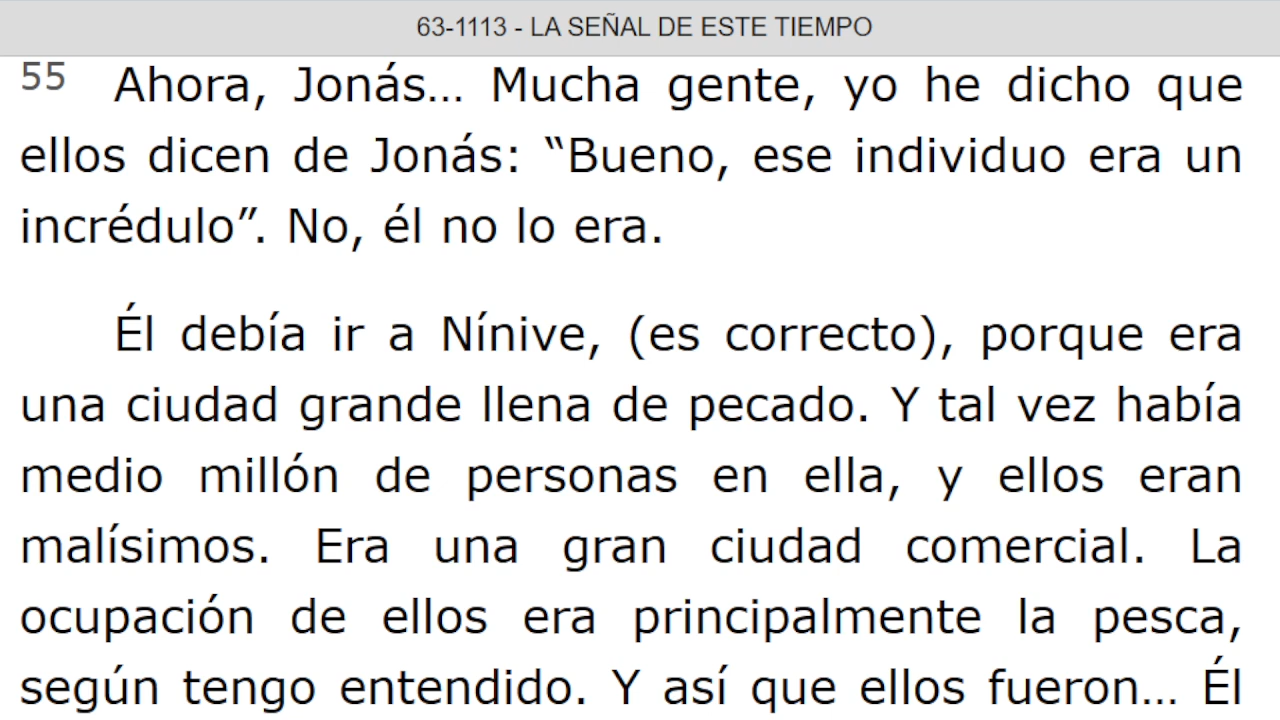 63-1113 - LA SEÑAL DE ESTE TIEMPO
55 Ahora, Jonás… Mucha gente, yo he dicho que
ellos dicen de Jonás: “Bueno, ese individuo era un
incrédulo”. No, él no lo era.
Él debía ir a Nínive, (es correcto), porque era
una ciudad grande llena de pecado. Y tal vez había
medio millón de personas en ella, y ellos eran
malísimos. Era una gran ciudad comercial. La
ocupación de ellos era principalmente la pesca,
según tengo entendido. Y así que ellos fueron… Él